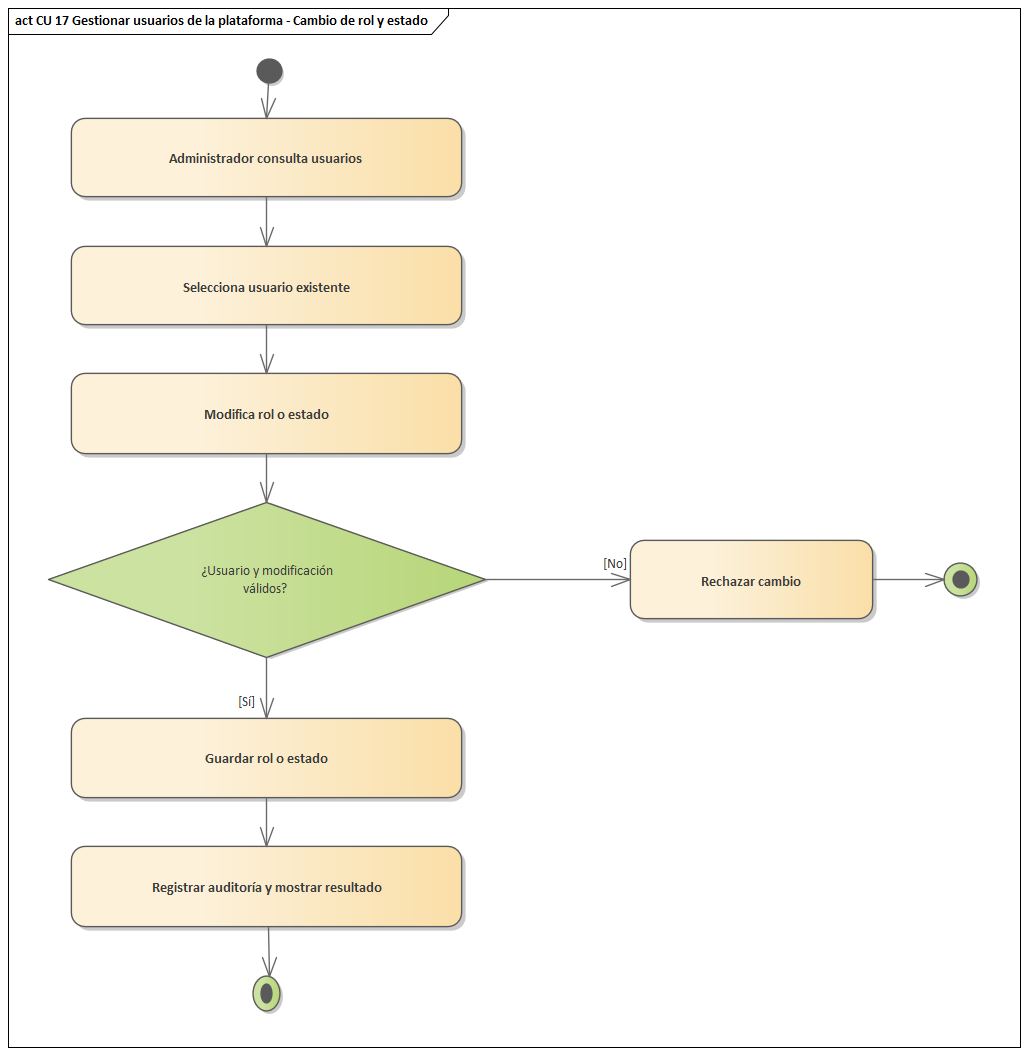 act CU 17 Gestionar usuarios de la plataforma - Cambio de rol y estado
Administrador consulta usuarios
Selecciona usuario existente
Modifica rol o estado
¿Usuario y modificación
válidos?
[No]
Rechazar cambio
[Sí]
Guardar rol o estado
Registrar auditoría y mostrar resultado